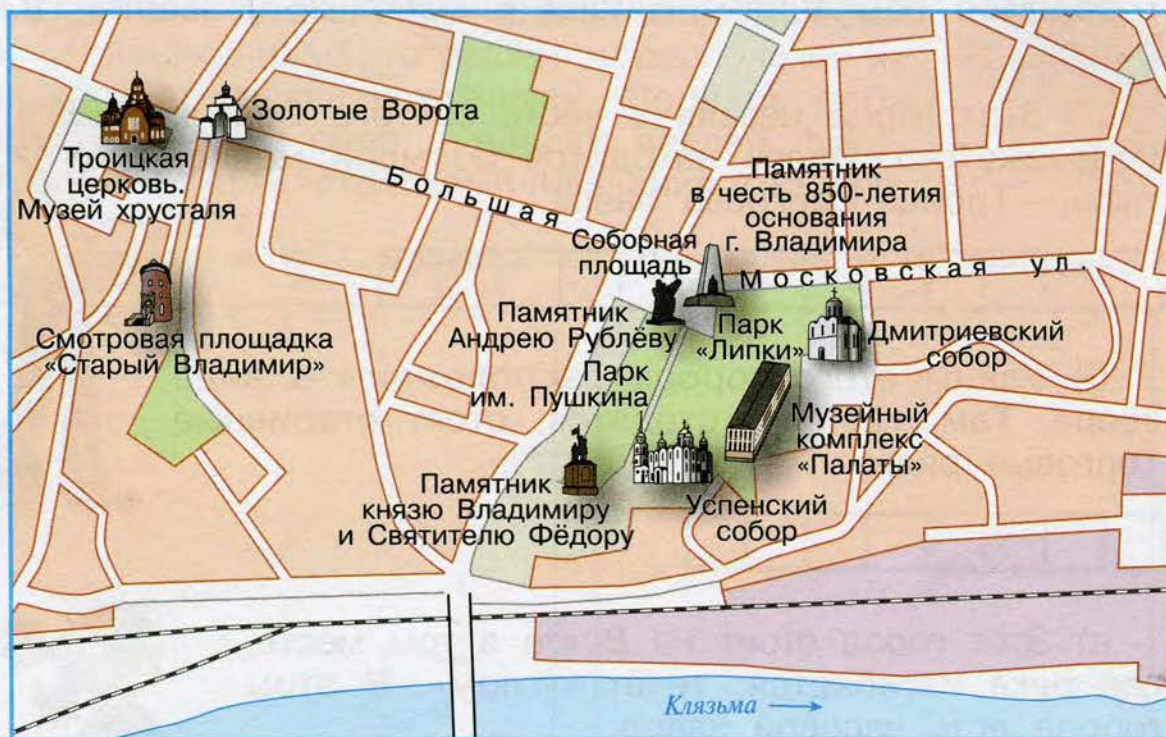 Золотые Ворота
Троицкая
церковь.
Музей хрусталя
Большая
Московская ул.
Памятник
в честь 850-летия
основания
г. Владимира
Соборная
площадь
Смотровая площадка
«Старый Владимир»
Памятник
Андрею Рублёву
Парк
«Липки»
Дмитриевский
собор
Парк
им. Пушкина
Музейный
комплекс
«Палаты»
Памятник
князю Владимиру
и Святителю Фёдору
Успенский
собор
Клязьма